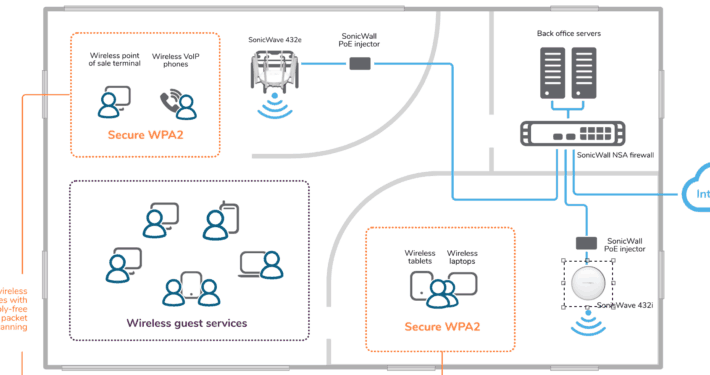 SonicWave 432e
SonicWall
PoE injector
Back office servers
Wireless point
of sale terminal
Wireless VoIP
phones
Secure WPA2
SonicWall NSA firewall
Int
SonicWall
PoE injector
Wireless
tablets
Wireless
laptops
SonicWave 432i
Secure WPA2
Wireless guest services
wireless
es with
ly-free
packet
anning